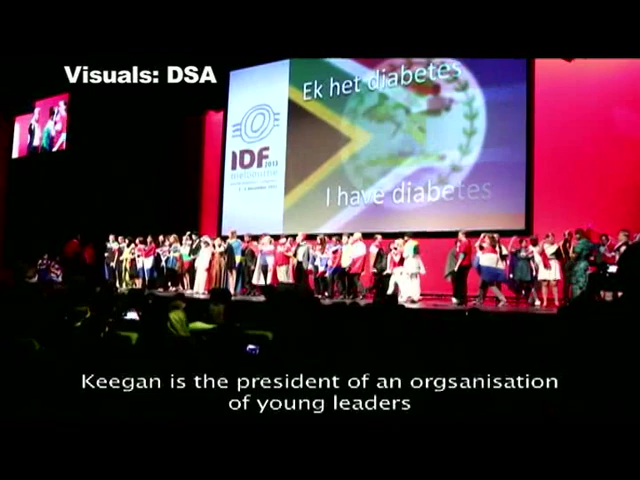 Visuals: DSA
Ek het diabetes
IDF 2013
melbourne
I have diabetes
Keegan is the president of an orgsanisation
of young leaders